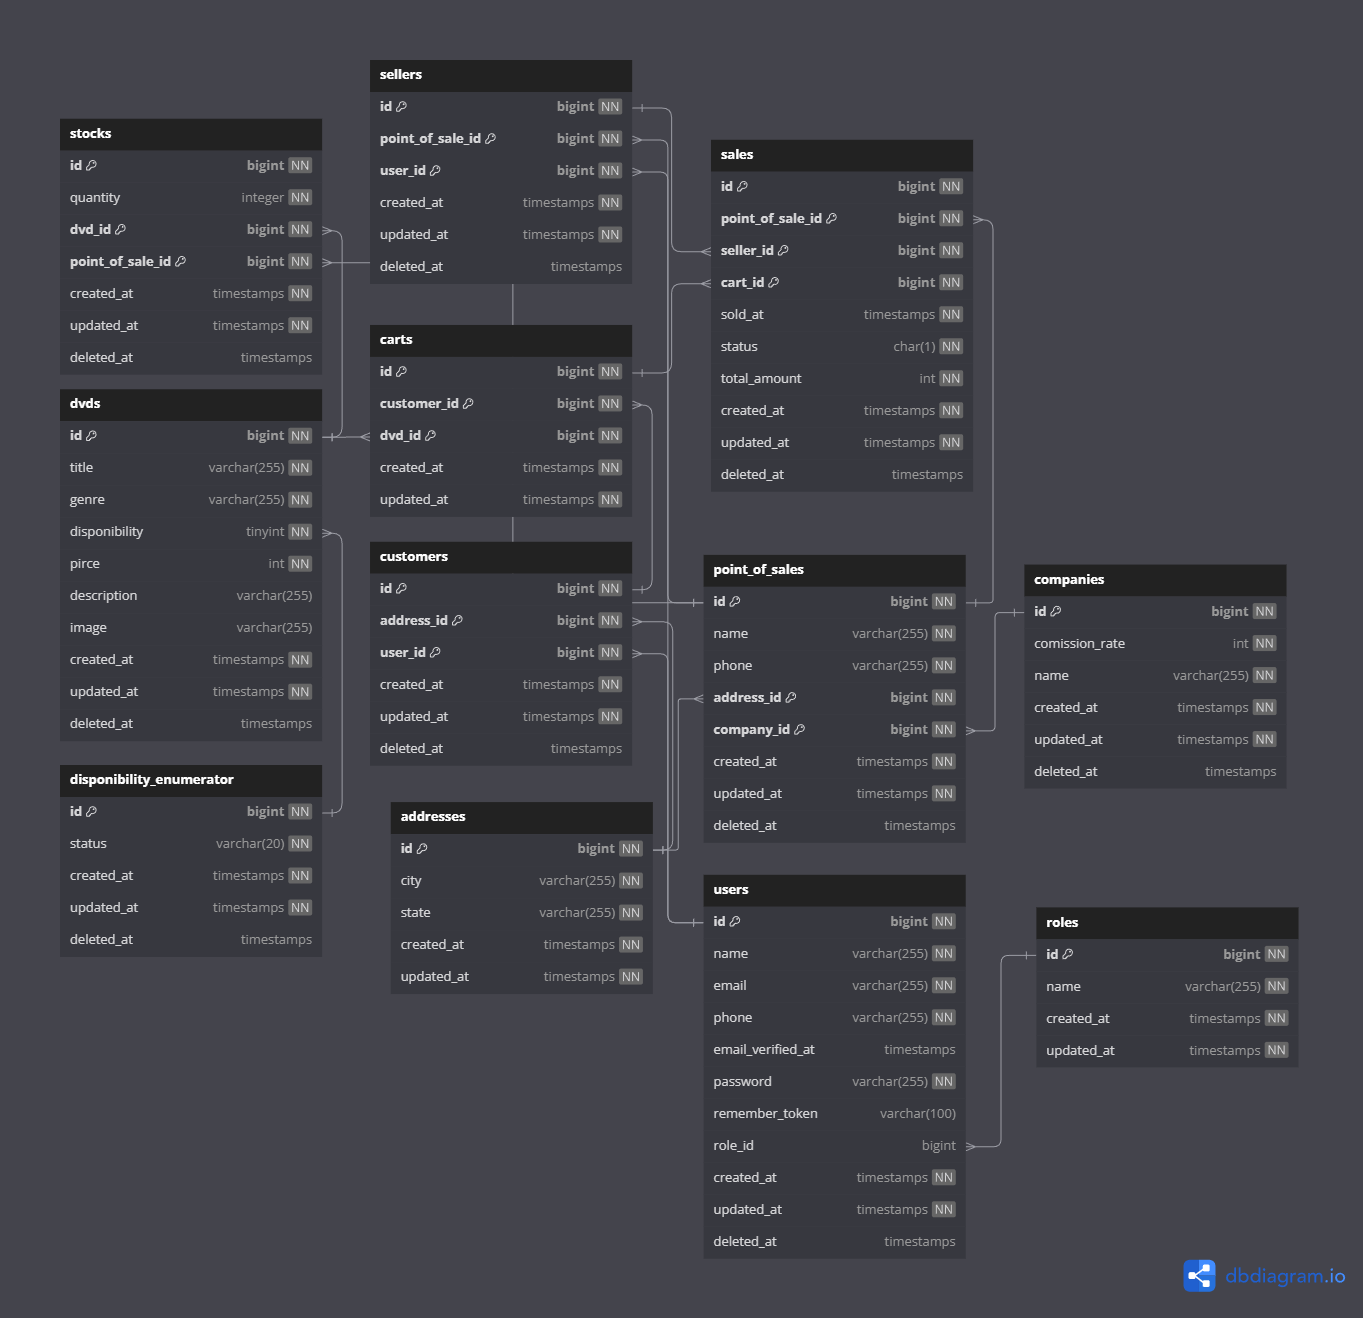 sellers
id bigint NN
point_of_sale_id bigint NN
user_id bigint NN
created_at timestamps NN
updated_at timestamps NN
deleted_at timestamps
stocks
id bigint NN
quantity integer NN
dvd_id bigint NN
point_of_sale_id bigint NN
created_at timestamps NN
updated_at timestamps NN
deleted_at timestamps
sales
id bigint NN
point_of_sale_id bigint NN
seller_id bigint NN
cart_id bigint NN
sold_at timestamps NN
status char(1) NN
total_amount int NN
created_at timestamps NN
updated_at timestamps NN
deleted_at timestamps
carts
id bigint NN
customer_id bigint NN
dvd_id bigint NN
created_at timestamps NN
updated_at timestamps NN
dvds
id bigint NN
title varchar(255) NN
genre varchar(255) NN
disponibility tinyint NN
pirce int NN
description varchar(255)
image varchar(255)
created_at timestamps NN
updated_at timestamps NN
deleted_at timestamps
customers
id bigint NN
address_id bigint NN
user_id bigint NN
created_at timestamps NN
updated_at timestamps NN
deleted_at timestamps
point_of_sales
id bigint NN
name varchar(255) NN
phone varchar(255) NN
address_id bigint NN
company_id bigint NN
created_at timestamps NN
updated_at timestamps NN
deleted_at timestamps
companies
id bigint NN
comission_rate int NN
name varchar(255) NN
created_at timestamps NN
updated_at timestamps NN
deleted_at timestamps
disponibility_enumerator
id bigint NN
status varchar(20) NN
created_at timestamps NN
updated_at timestamps NN
deleted_at timestamps
addresses
id bigint NN
city varchar(255) NN
state varchar(255) NN
created_at timestamps NN
updated_at timestamps NN
users
id bigint NN
name varchar(255) NN
email varchar(255) NN
phone varchar(255) NN
email_verified_at timestamps
password varchar(255) NN
remember_token varchar(100)
role_id bigint
created_at timestamps NN
updated_at timestamps NN
deleted_at timestamps
roles
id bigint NN
name varchar(255) NN
created_at timestamps NN
updated_at timestamps NN
dbdiagram.io